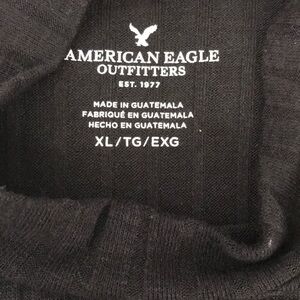 AMERICAN EAGLE
OUTFITTERS
EST. 1977
MADE IN GUATEMALA
FABRIQUÉ EN GUATEMALA
HECHO EN GUATEMALA
XL/TG/EXG